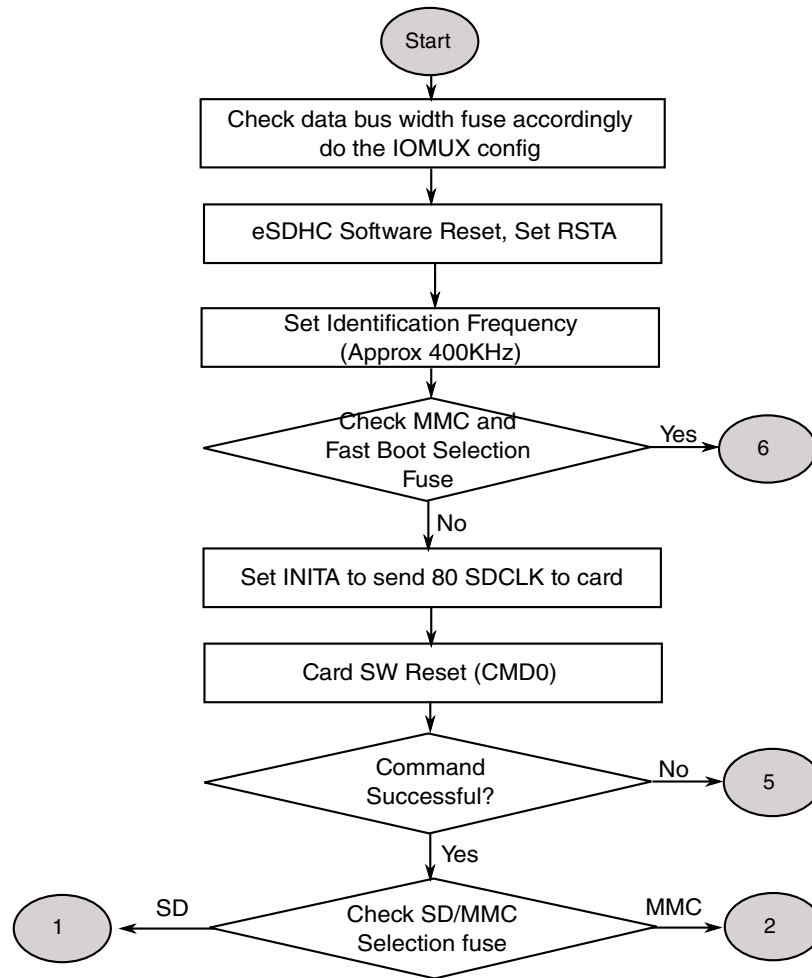 Start
Check data bus width fuse accordingly
do the IOMUX config
eSDHC Software Reset, Set RSTA
Set Identification Frequency
(Approx 400KHz)
Check MMC and
Fast Boot Selection
Fuse
Yes
6
No
Set INITA to send 80 SDCLK to card
Card SW Reset (CMD0)
Command
Successful?
No
5
Yes
Check SD/MMC
Selection fuse
SD
1
MMC
2